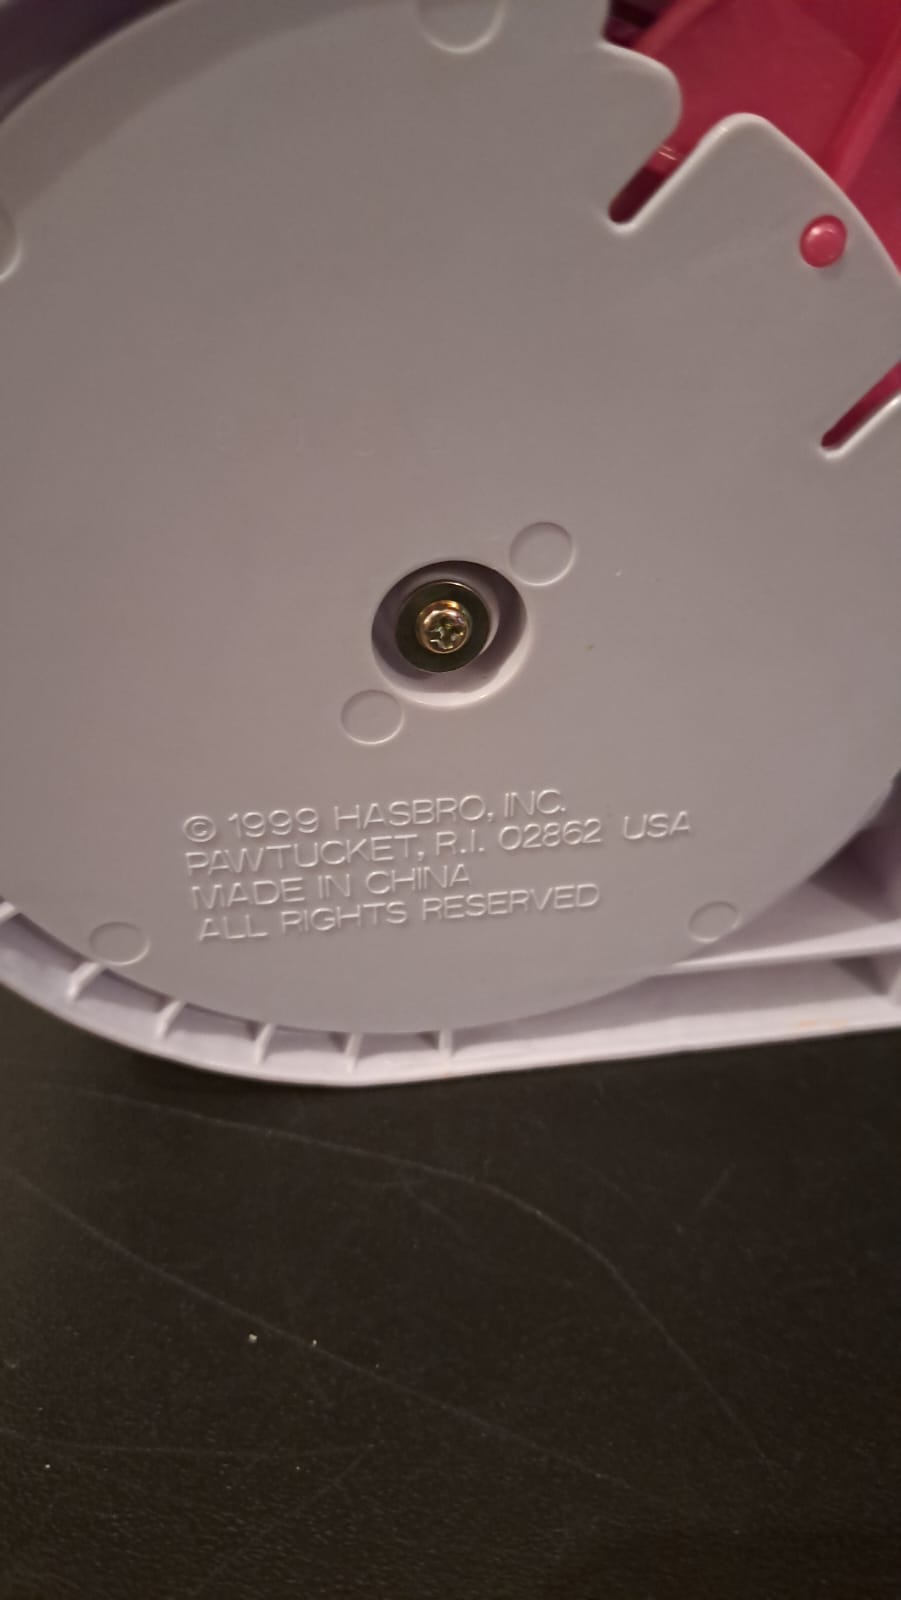 © 1999 HASBRO, INC.
PAWTUCKET, R.I. 02862 USA
MADE IN CHINA
ALL RIGHTS RESERVED